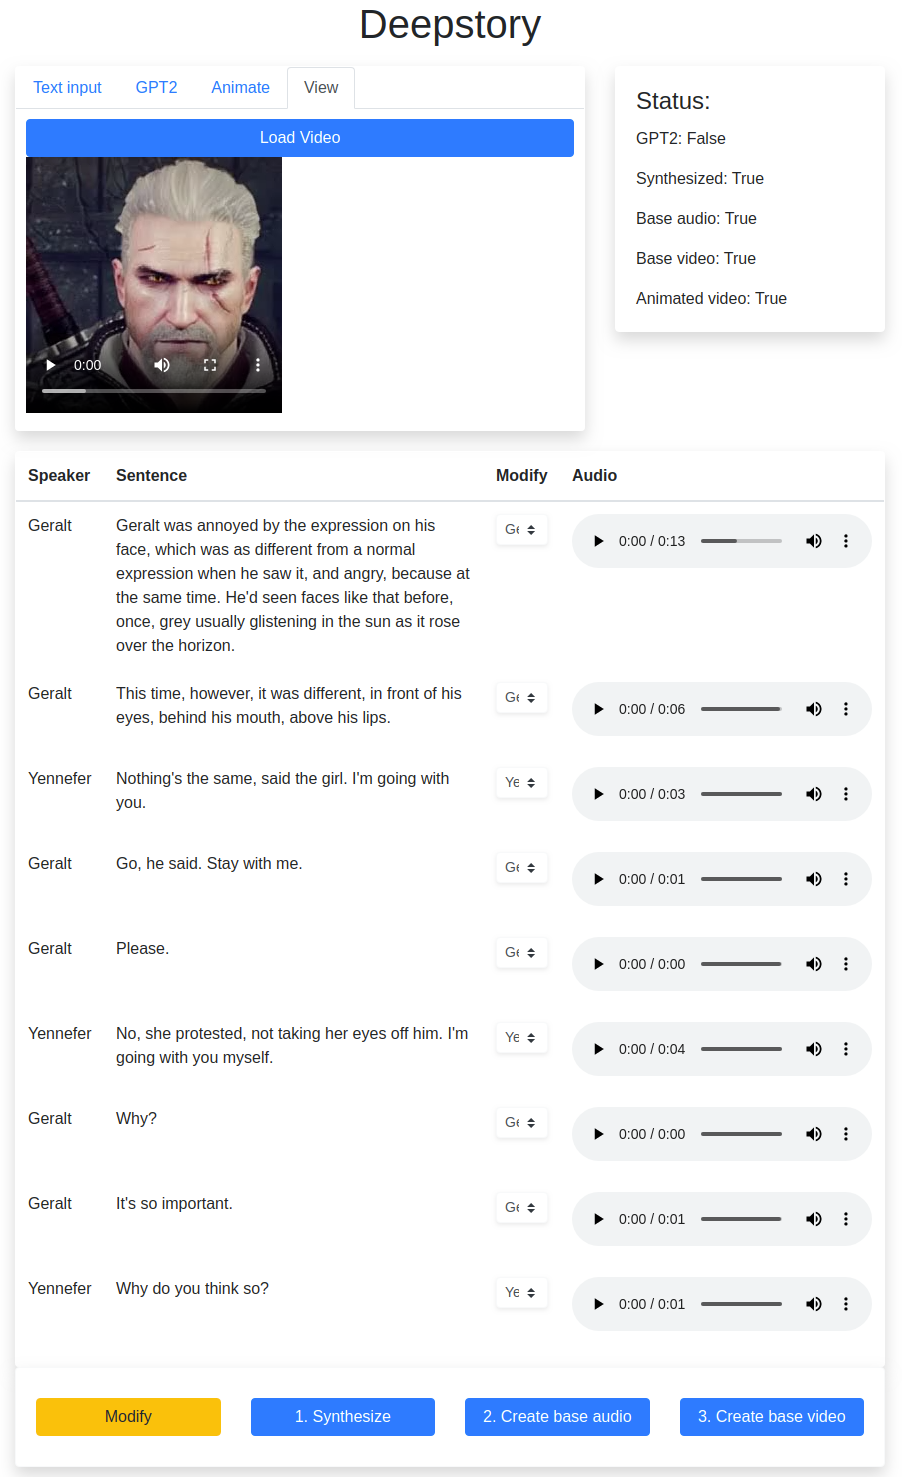 Deepstory
Text input GPT2 Animate View
Load Video
0:00
Status:
GPT2: False
Synthesized: True
Base audio: True
Base video: True
Animated video: True
Speaker Sentence Modify Audio
Geralt Geralt was annoyed by the expression on his Ge 0:00 / 0:13
face, which was as different from a normal
expression when he saw it, and angry, because at
the same time. He'd seen faces like that before,
once, grey usually glistening in the sun as it rose
over the horizon.
Geralt This time, however, it was different, in front of his Ge 0:00 / 0:06
eyes, behind his mouth, above his lips.
Yennefer Nothing's the same, said the girl. I'm going with Ye 0:00 / 0:03
you.
Geralt Go, he said. Stay with me. Ge 0:00 / 0:01
Geralt Please. Ge 0:00 / 0:00
Yennefer No, she protested, not taking her eyes off him. I'm Ye 0:00 / 0:04
going with you myself.
Geralt Why? Ge 0:00 / 0:00
Geralt It's so important. Ge 0:00 / 0:01
Yennefer Why do you think so? Ye 0:00 / 0:01
Modify 1. Synthesize 2. Create base audio 3. Create base video